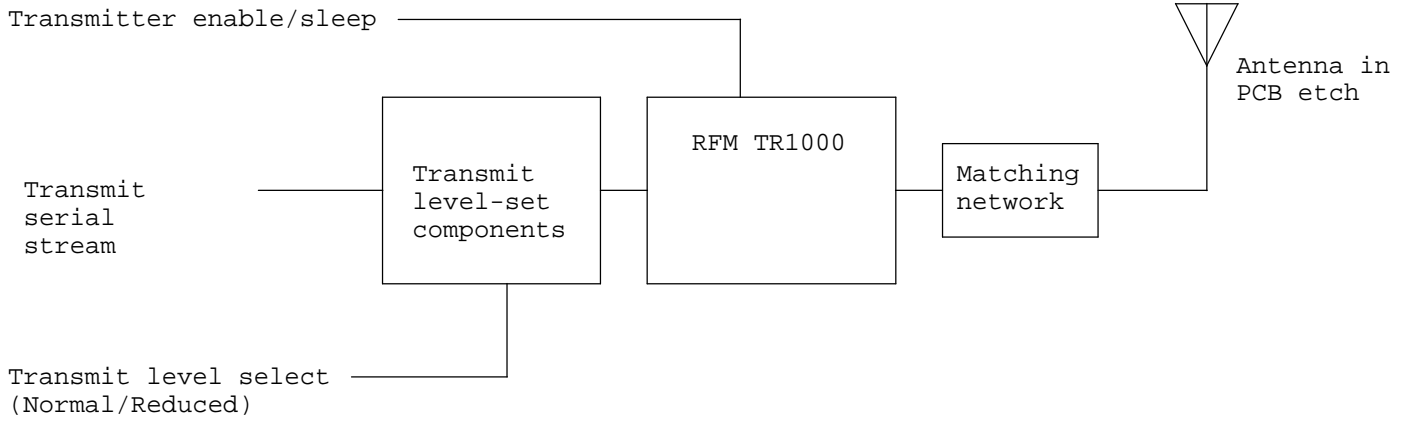 Transmitter enable/sleep
Antenna in
PCB etch
RFM TR1000
Transmit
level-set
components
Matching
network
Transmit
serial
stream
Transmit level select
(Normal/Reduced)